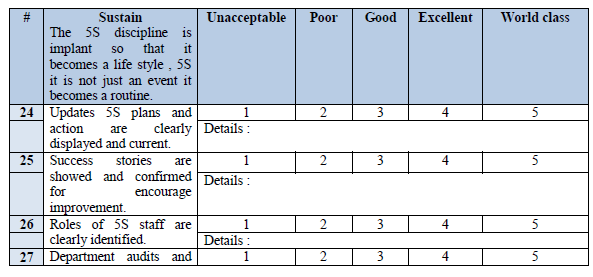 # Sustain Unacceptable Poor Good Excellent World class
The 5S discipline is
implant so that it
becomes a life style , 5S
it is not just an event it
becomes a routine.
24 Updates 5S plans and 1 2 3 4 5
action are clearly Details :
displayed and current.
25 Success stories are 1 2 3 4 5
showed and confirmed Details :
for encourage
improvement.
26 Roles of 5S staff are 1 2 3 4 5
clearly identified. Details :
27 Department audits and 1 2 3 4 5